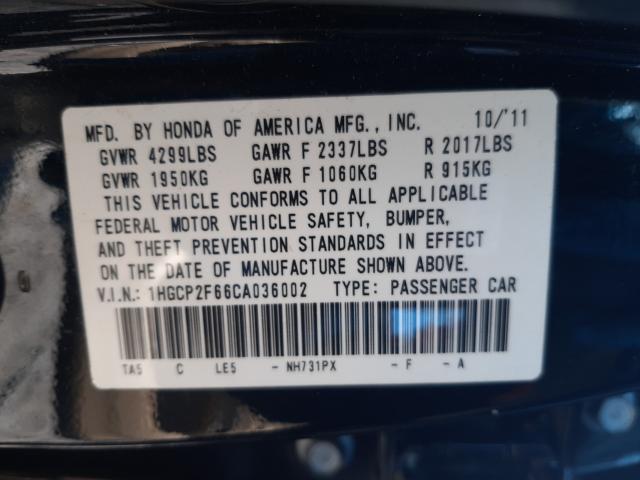 MFD. BY HONDA OF AMERICA MFG., INC. 10/'11
GVWR 4299LBS GAWR F 2337LBS R 2017LBS
GVWR 1950KG GAWR F 1060KG R 915KG
THIS VEHICLE CONFORMS TO ALL APPLICABLE
FEDERAL MOTOR VEHICLE SAFETY, BUMPER,
AND THEFT PREVENTION STANDARDS IN EFFECT
ON THE DATE OF MANUFACTURE SHOWN ABOVE.
V.I.N.: 1HGCP2F66CA036002 TYPE: PASSENGER CAR
TA5 C LE5 - NH731PX - F - A